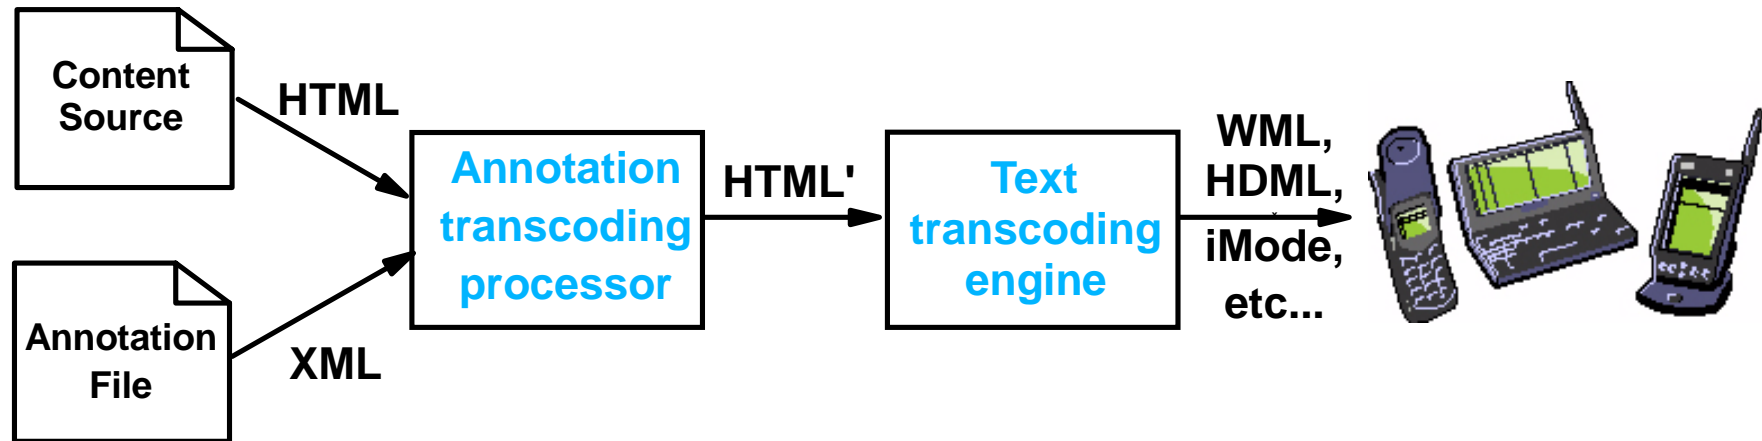 Content
Source
HTML
Annotation
File
XML
Annotation
transcoding
processor
HTML'
Text
transcoding
engine
WML,
HDML,
iMode,
etc...